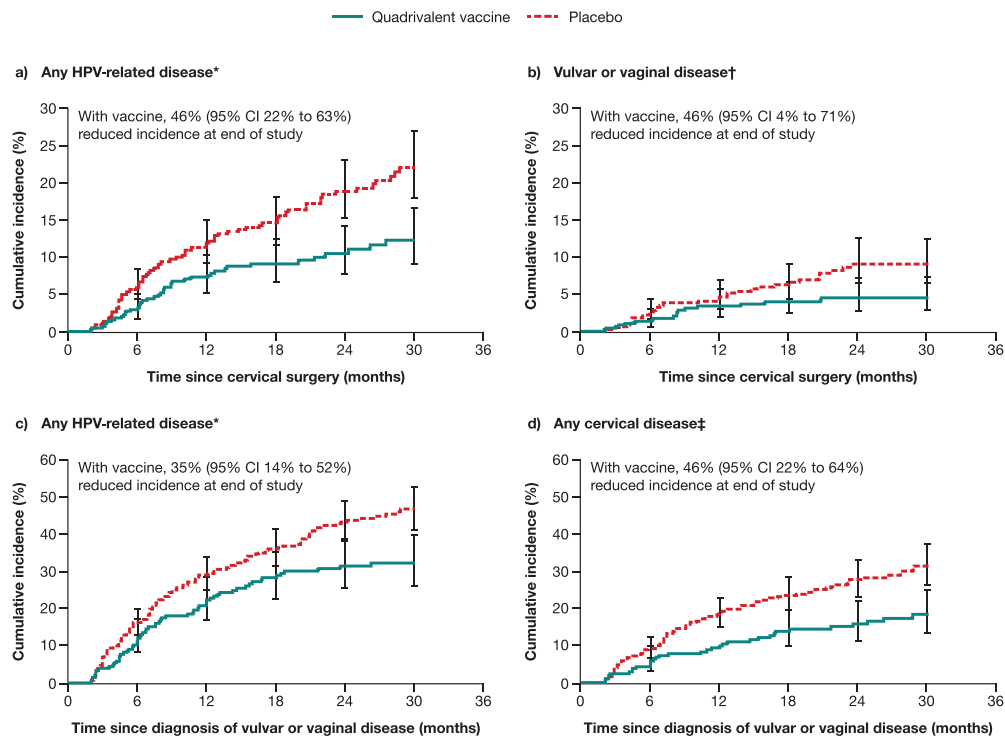 Quadrivalent vaccine Placebo
a) Any HPV-related disease*
With vaccine, 46% (95% CI 22% to 63%)
reduced incidence at end of study
Cumulative incidence (%)
30
25
20
15
10
5
0
0 6 12 18 24 30 36
Time since cervical surgery (months)
b) Vulvar or vaginal disease†
With vaccine, 46% (95% CI 4% to 71%)
reduced incidence at end of study
Cumulative incidence (%)
30
25
20
15
10
5
0
0 6 12 18 24 30 36
Time since cervical surgery (months)
c) Any HPV-related disease*
With vaccine, 35% (95% CI 14% to 52%)
reduced incidence at end of study
Cumulative incidence (%)
60
50
40
30
20
10
0
0 6 12 18 24 30 36
Time since diagnosis of vulvar or vaginal disease (months)
d) Any cervical disease‡
With vaccine, 46% (95% CI 22% to 64%)
reduced incidence at end of study
Cumulative incidence (%)
60
50
40
30
20
10
0
0 6 12 18 24 30 36
Time since diagnosis of vulvar or vaginal disease (months)